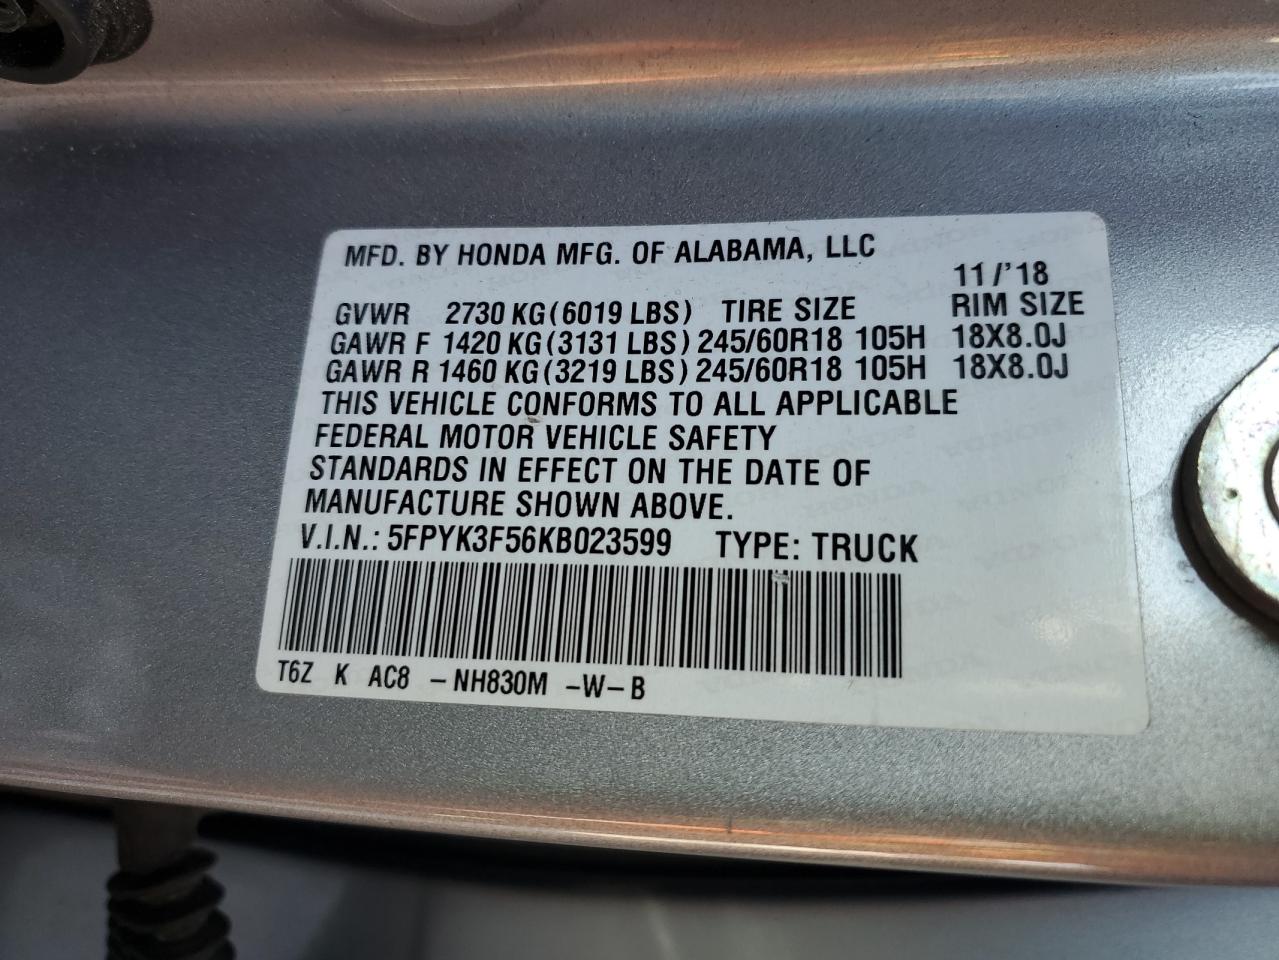 MFD. BY HONDA MFG. OF ALABAMA, LLC
11/'18
GVWR 2730 KG(6019 LBS) TIRE SIZE RIM SIZE
GAWR F 1420 KG(3131 LBS) 245/60R18 105H 18X8.0J
GAWR R 1460 KG(3219 LBS) 245/60R18 105H 18X8.0J
THIS VEHICLE CONFORMS TO ALL APPLICABLE
FEDERAL MOTOR VEHICLE SAFETY
STANDARDS IN EFFECT ON THE DATE OF
MANUFACTURE SHOWN ABOVE.
V.I.N.: 5FPYK3F56KB023599 TYPE: TRUCK
T6Z K AC8 -NH830M -W-B